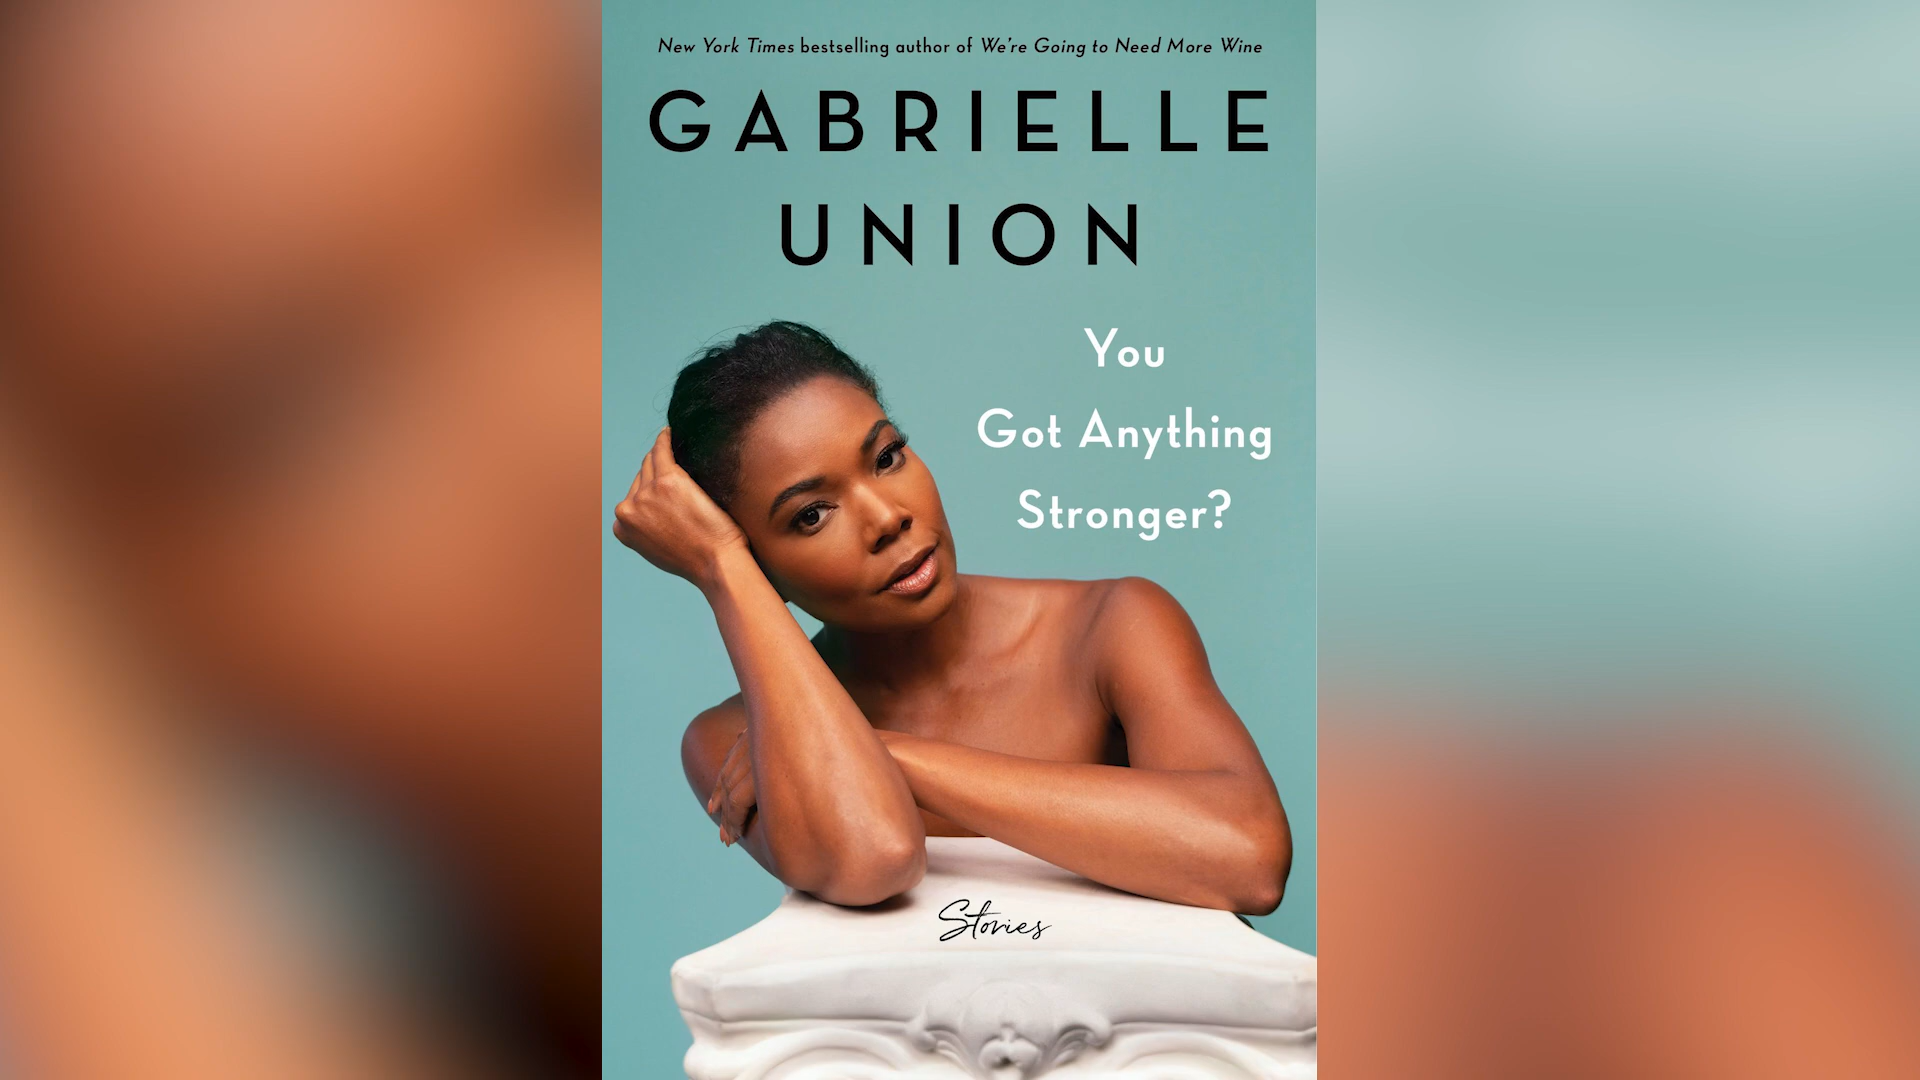 New York Times bestselling author of We're Going to Need More Wine
GABRIELLE
UNION
You
Got Anything
Stronger?
Stories